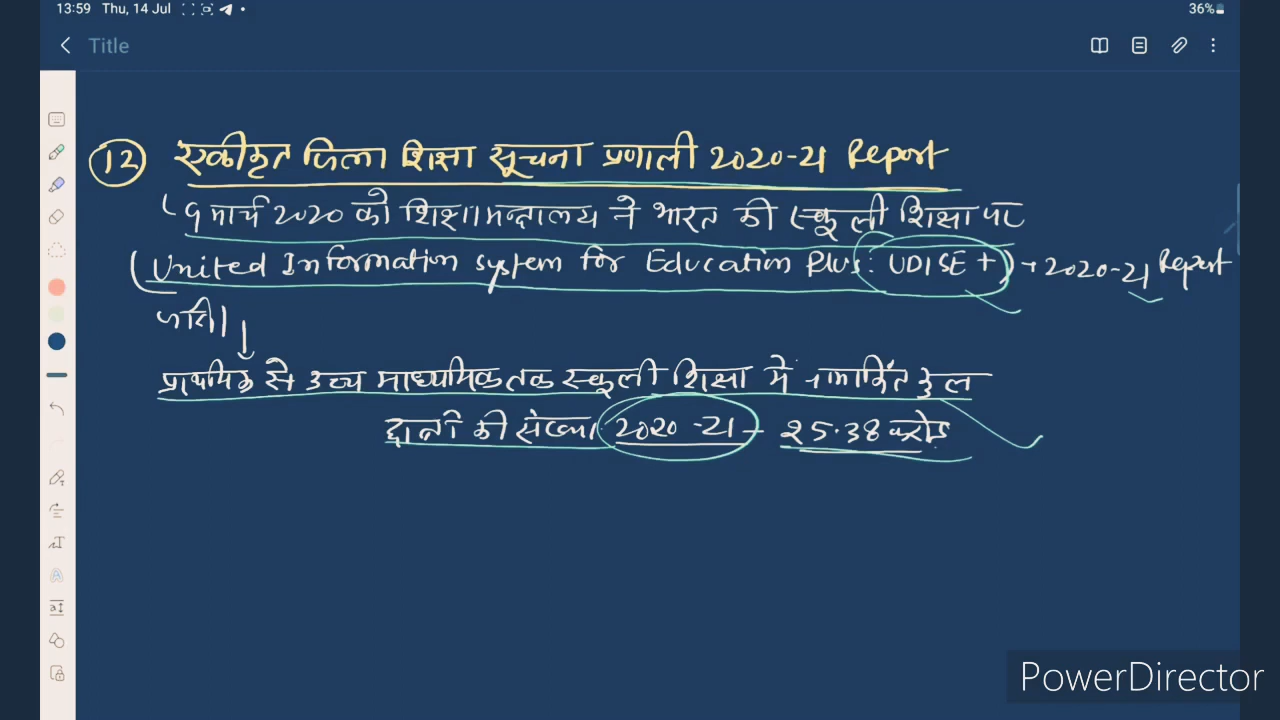 13:59 Thu, 14 Jul
36%
Title
12 एकीकृत जिला शिक्षा सूचना प्रणाली 2020-21 Report
9 मार्च 2020 को शिक्षा मन्त्रालय ने भारत की स्कूली शिक्षा पर
(United Information system for Education Plus: UDISE +) → 2020-21 Report
जारी।
प्राथमिक से उच्च माध्यमिक तक स्कूली शिक्षा में नामांकित कुल
छात्रों की संख्या 2020-21 - 25.38 करोड़
PowerDirector